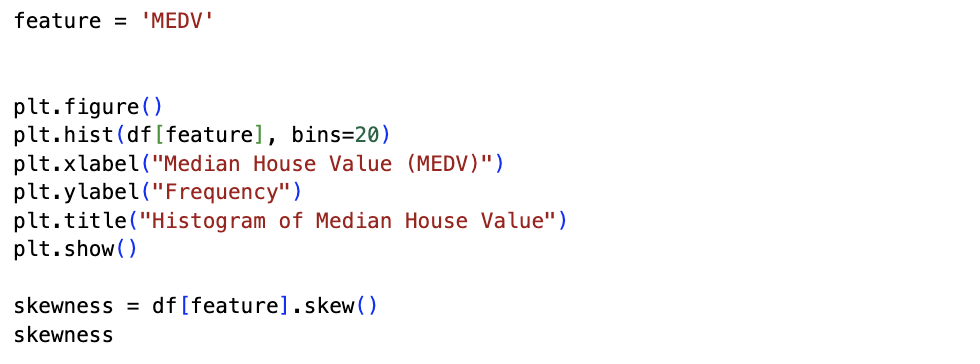 feature = 'MEDV'
plt.figure()
plt.hist(df[feature], bins=20)
plt.xlabel("Median House Value (MEDV)")
plt.ylabel("Frequency")
plt.title("Histogram of Median House Value")
plt.show()
skewness = df[feature].skew()
skewness